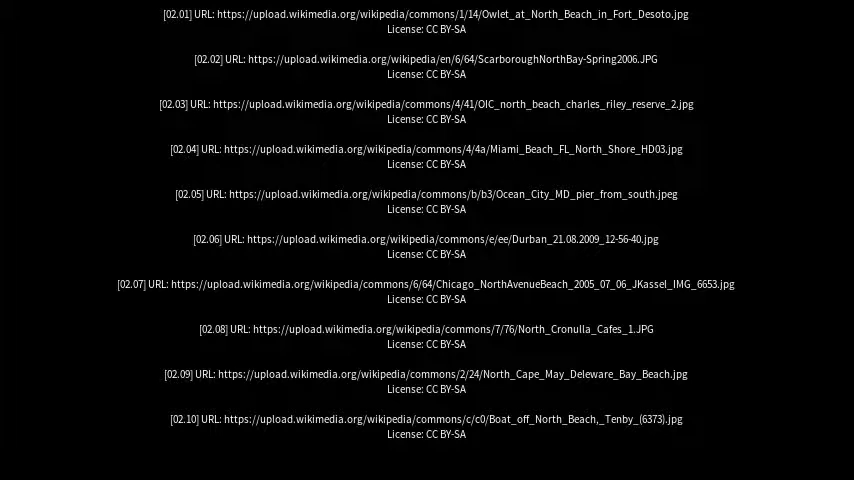 [02.01] URL: https://upload.wikimedia.org/wikipedia/commons/1/14/Owlet_at_North_Beach_in_Fort_Desoto.jpg
License: CC BY-SA
[02.02] URL: https://upload.wikimedia.org/wikipedia/en/6/64/ScarboroughNorthBay-Spring2006.JPG
License: CC BY-SA
[02.03] URL: https://upload.wikimedia.org/wikipedia/commons/4/41/OIC_north_beach_charles_riley_reserve_2.jpg
License: CC BY-SA
[02.04] URL: https://upload.wikimedia.org/wikipedia/commons/4/4a/Miami_Beach_FL_North_Shore_HD03.jpg
License: CC BY-SA
[02.05] URL: https://upload.wikimedia.org/wikipedia/commons/b/b3/Ocean_City_MD_pier_from_south.jpeg
License: CC BY-SA
[02.06] URL: https://upload.wikimedia.org/wikipedia/commons/e/ee/Durban_21.08.2009_12-56-40.jpg
License: CC BY-SA
[02.07] URL: https://upload.wikimedia.org/wikipedia/commons/6/64/Chicago_NorthAvenueBeach_2005_07_06_JKassel_IMG_6653.jpg
License: CC BY-SA
[02.08] URL: https://upload.wikimedia.org/wikipedia/commons/7/76/North_Cronulla_Cafes_1.JPG
License: CC BY-SA
[02.09] URL: https://upload.wikimedia.org/wikipedia/commons/2/24/North_Cape_May_Deleware_Bay_Beach.jpg
License: CC BY-SA
[02.10] URL: https://upload.wikimedia.org/wikipedia/commons/c/c0/Boat_off_North_Beach,_Tenby_(6373).jpg
License: CC BY-SA